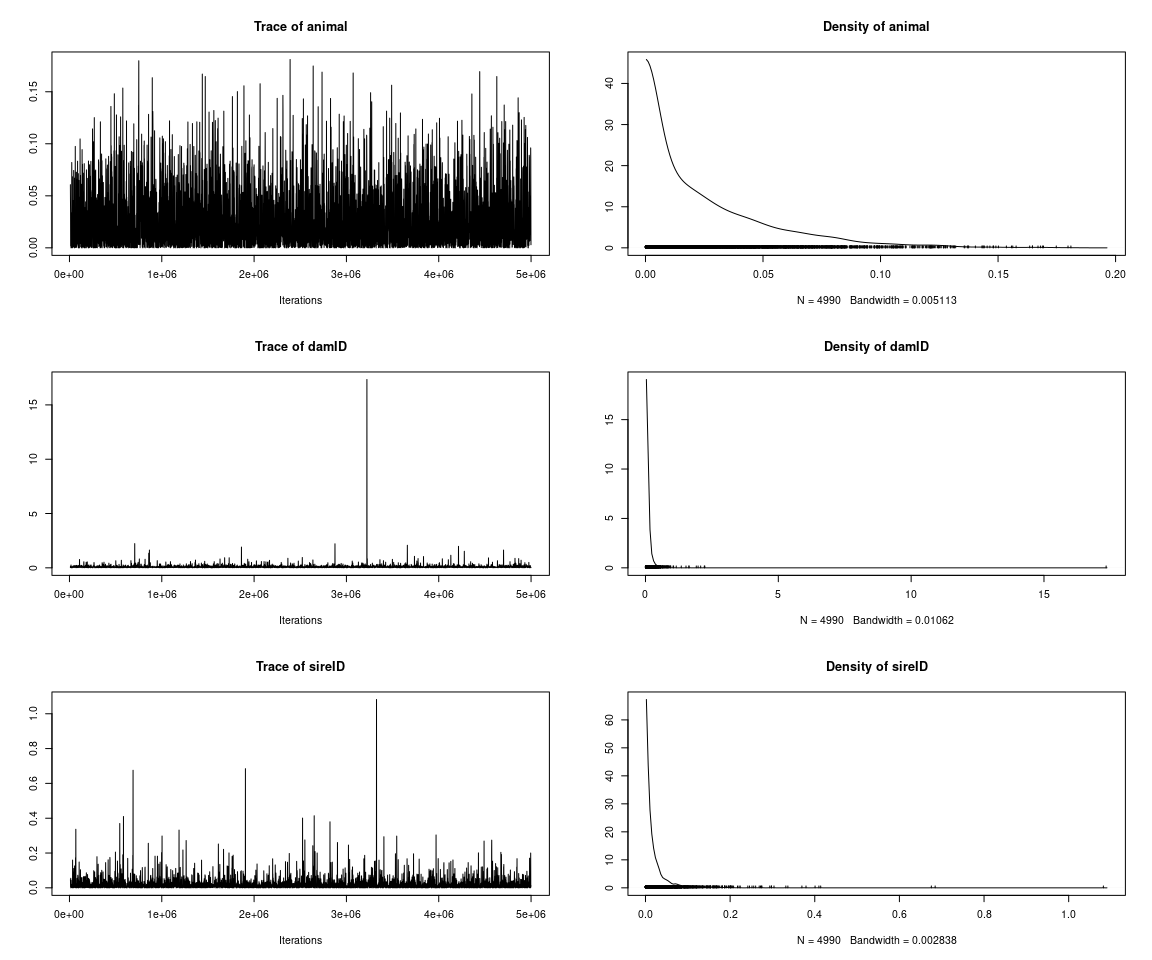 Trace of animal
0.00 0.05 0.10 0.15
0e+00 1e+06 2e+06 3e+06 4e+06 5e+06
Iterations
Density of animal
0 10 20 30 40
0.00 0.05 0.10 0.15 0.20
N = 4990 Bandwidth = 0.005113
Trace of damID
0 5 10 15
0e+00 1e+06 2e+06 3e+06 4e+06 5e+06
Iterations
Density of damID
0 5 10 15
0 5 10 15
N = 4990 Bandwidth = 0.01062
Trace of sireID
0.0 0.2 0.4 0.6 0.8 1.0
0e+00 1e+06 2e+06 3e+06 4e+06 5e+06
Iterations
Density of sireID
0 10 20 30 40 50 60
0.0 0.2 0.4 0.6 0.8 1.0
N = 4990 Bandwidth = 0.002838